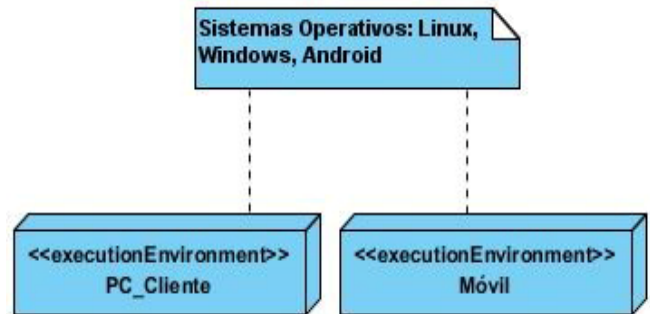 Sistemas Operativos: Linux,
Windows, Android
<<executionEnvironment>>
PC_Cliente
<<executionEnvironment>>
Móvil